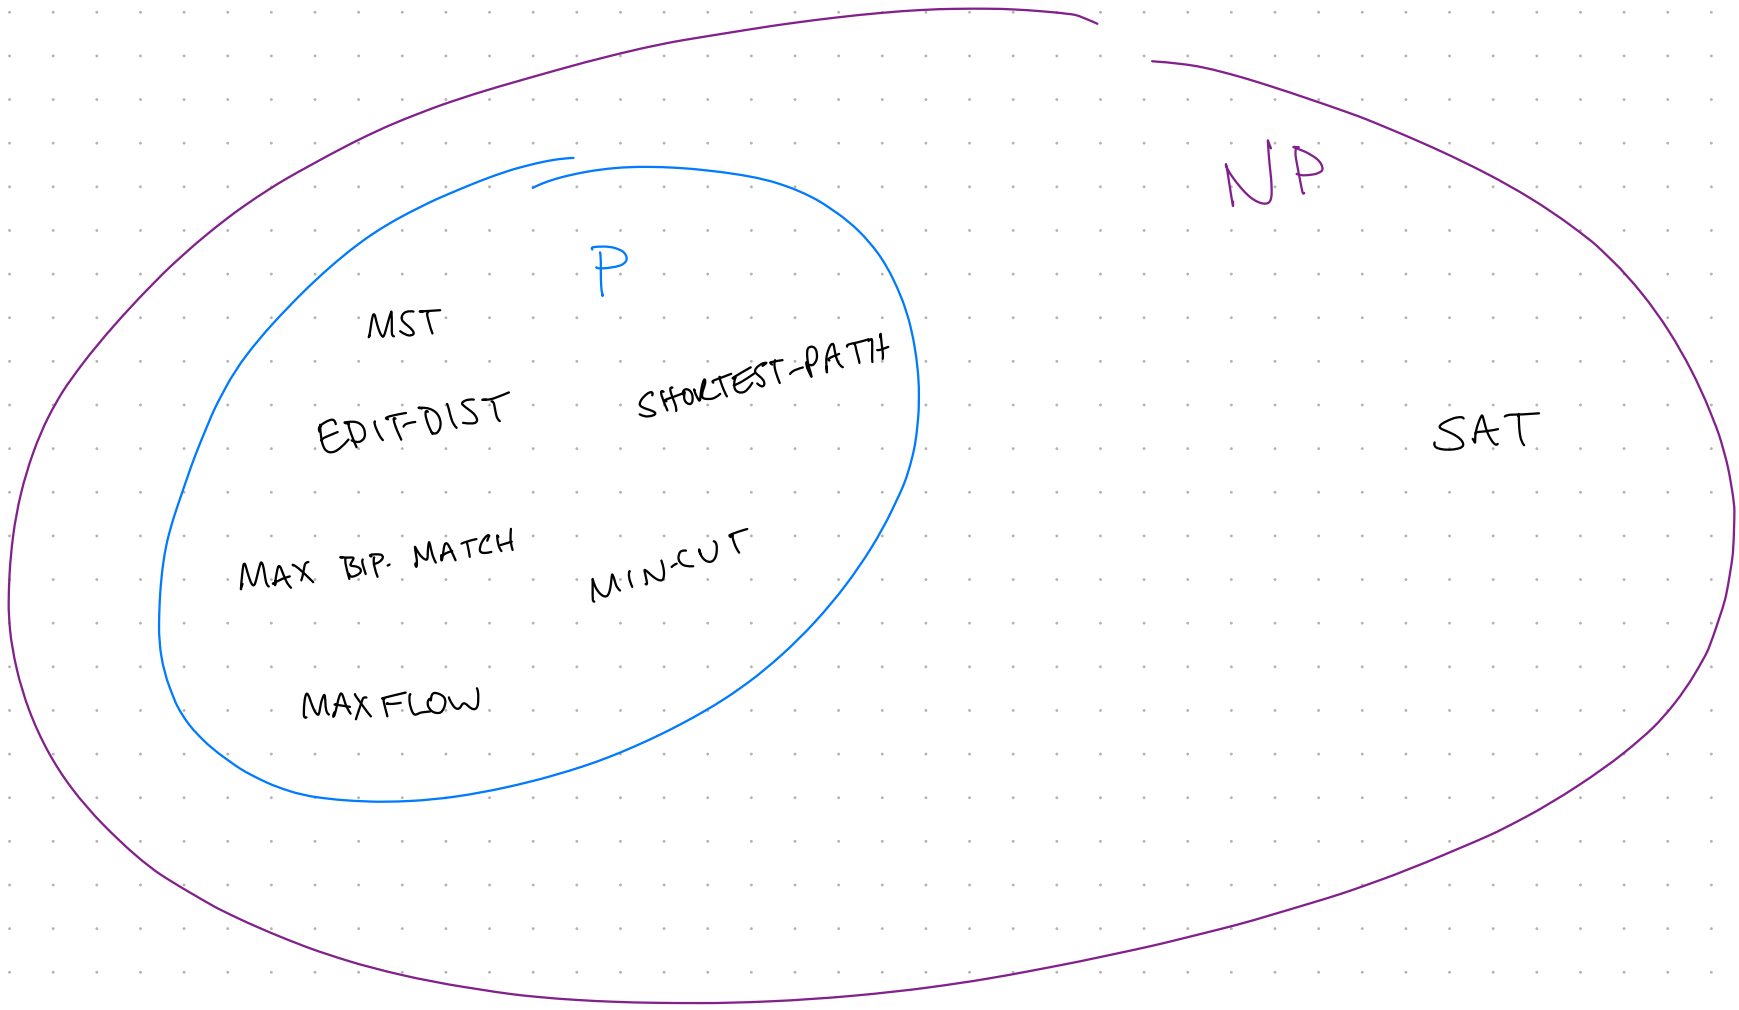 NP
P
MST
SHORTEST-PATH
EDIT-DIST
SAT
MAX BIP. MATCH
MIN-CUT
MAX FLOW